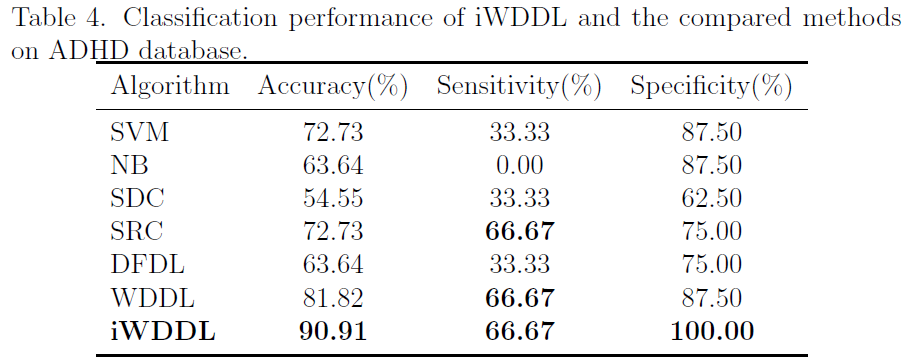 Table 4. Classification performance of iWDDL and the compared methods
on ADHD database.
Algorithm Accuracy(%) Sensitivity(%) Specificity(%)
SVM 72.73 33.33 87.50
NB 63.64 0.00 87.50
SDC 54.55 33.33 62.50
SRC 72.73 66.67 75.00
DFDL 63.64 33.33 75.00
WDDL 81.82 66.67 87.50
iWDDL 90.91 66.67 100.00